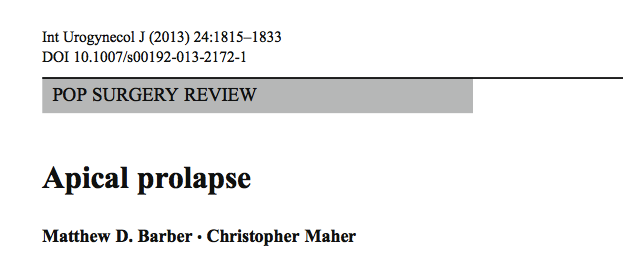 Int Urogynecol J (2013) 24:1815–1833
DOI 10.1007/s00192-013-2172-1
POP SURGERY REVIEW
Apical prolapse
Matthew D. Barber · Christopher Maher